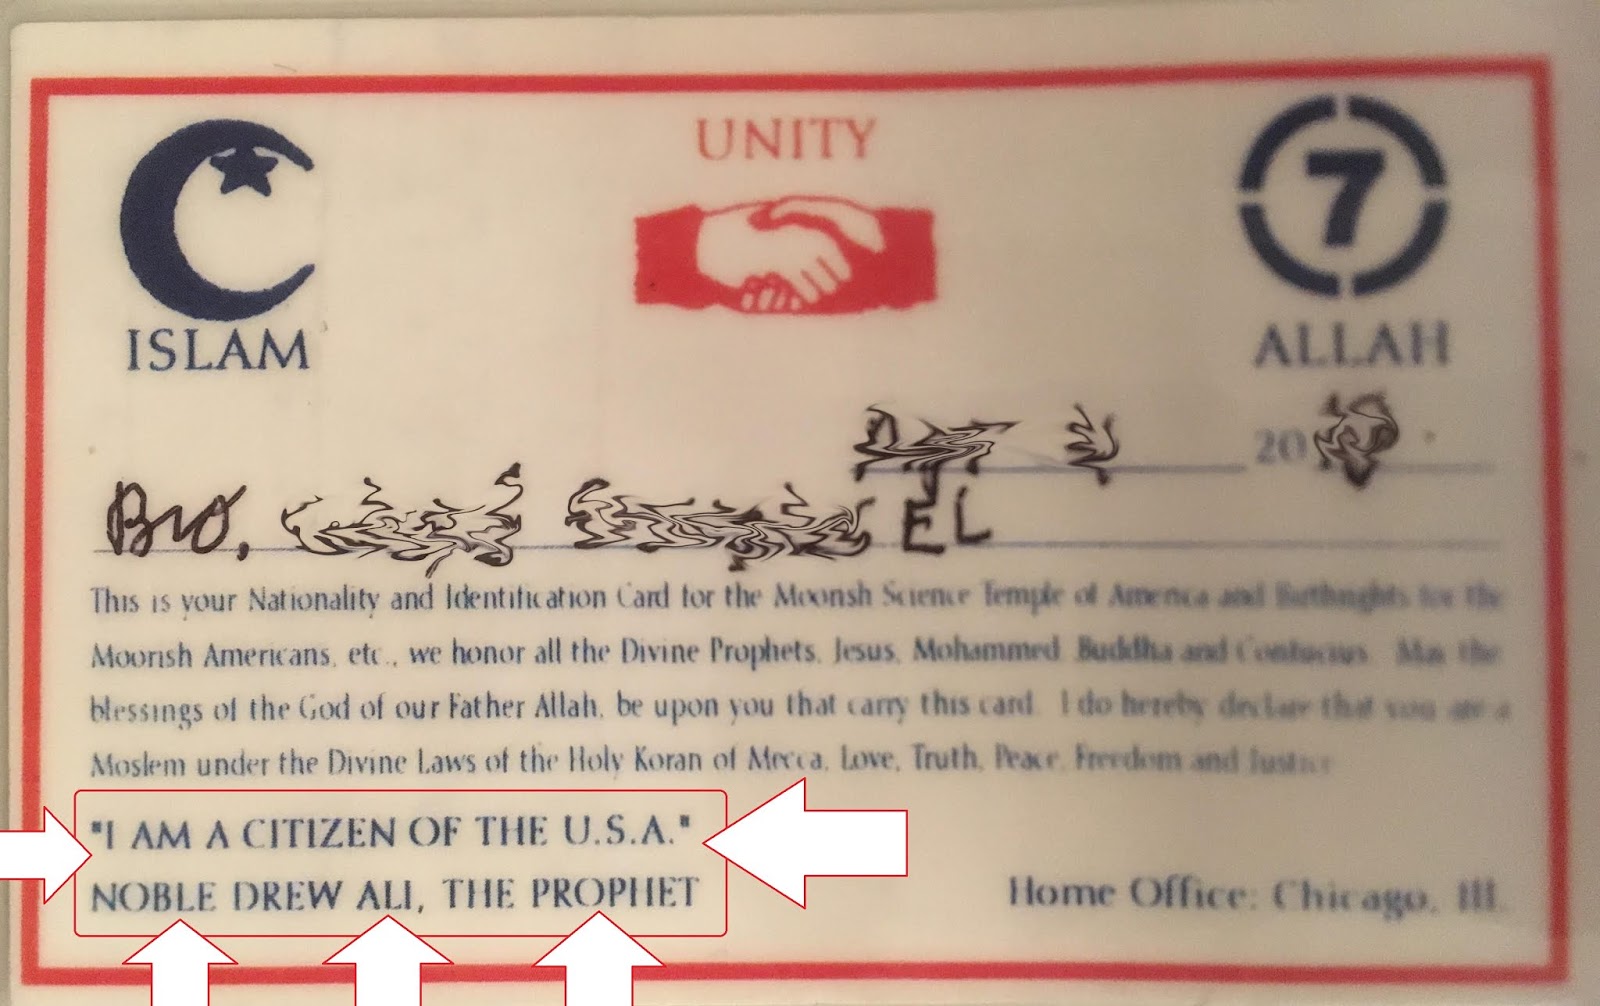 UNITY
7
ISLAM
ALLAH
20
Bro. EL
This is your Nationality and Identification Card for the Moorish Science Temple of America and Birthrights for the
Moorish Americans, etc., we honor all the Divine Prophets, Jesus, Mohammed, Buddha and Confucius. May the
blessings of the God of our Father Allah, be upon you that carry this card. I do hereby declare that you are a
Moslem under the Divine Laws of the Holy Koran of Mecca, Love, Truth, Peace, Freedom and Justice
"I AM A CITIZEN OF THE U.S.A."
NOBLE DREW ALI, THE PROPHET
Home Office: Chicago, Ill.